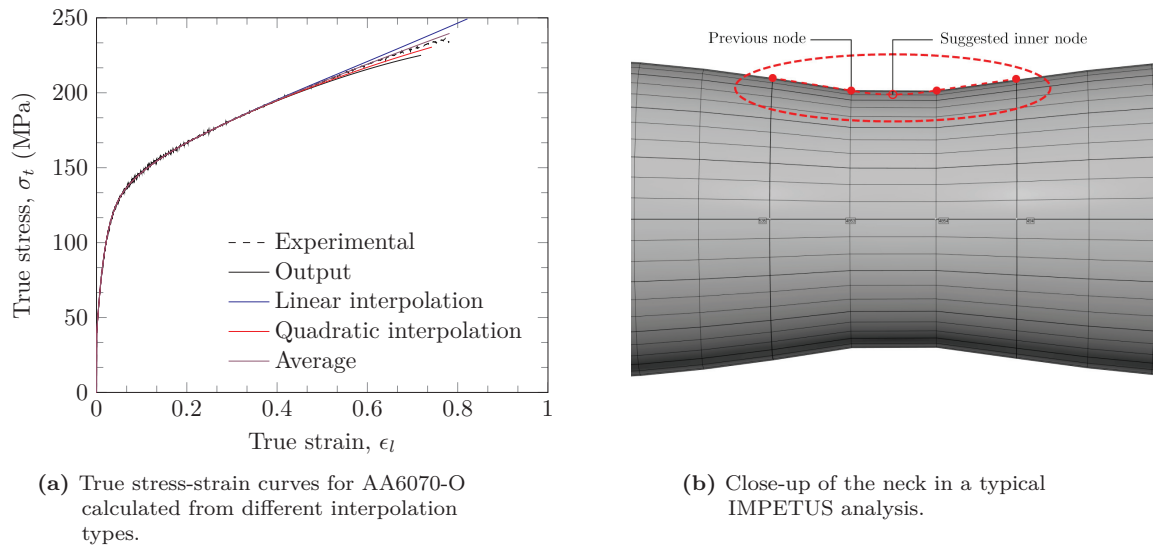 250
200
150
100
50
0
True stress, σt (MPa)
Experimental
Output
Linear interpolation
Quadratic interpolation
Average
0 0.2 0.4 0.6 0.8 1
True strain, ϵl
(a) True stress-strain curves for AA6070-O
calculated from different interpolation
types.
Previous node
Suggested inner node
(b) Close-up of the neck in a typical
IMPETUS analysis.